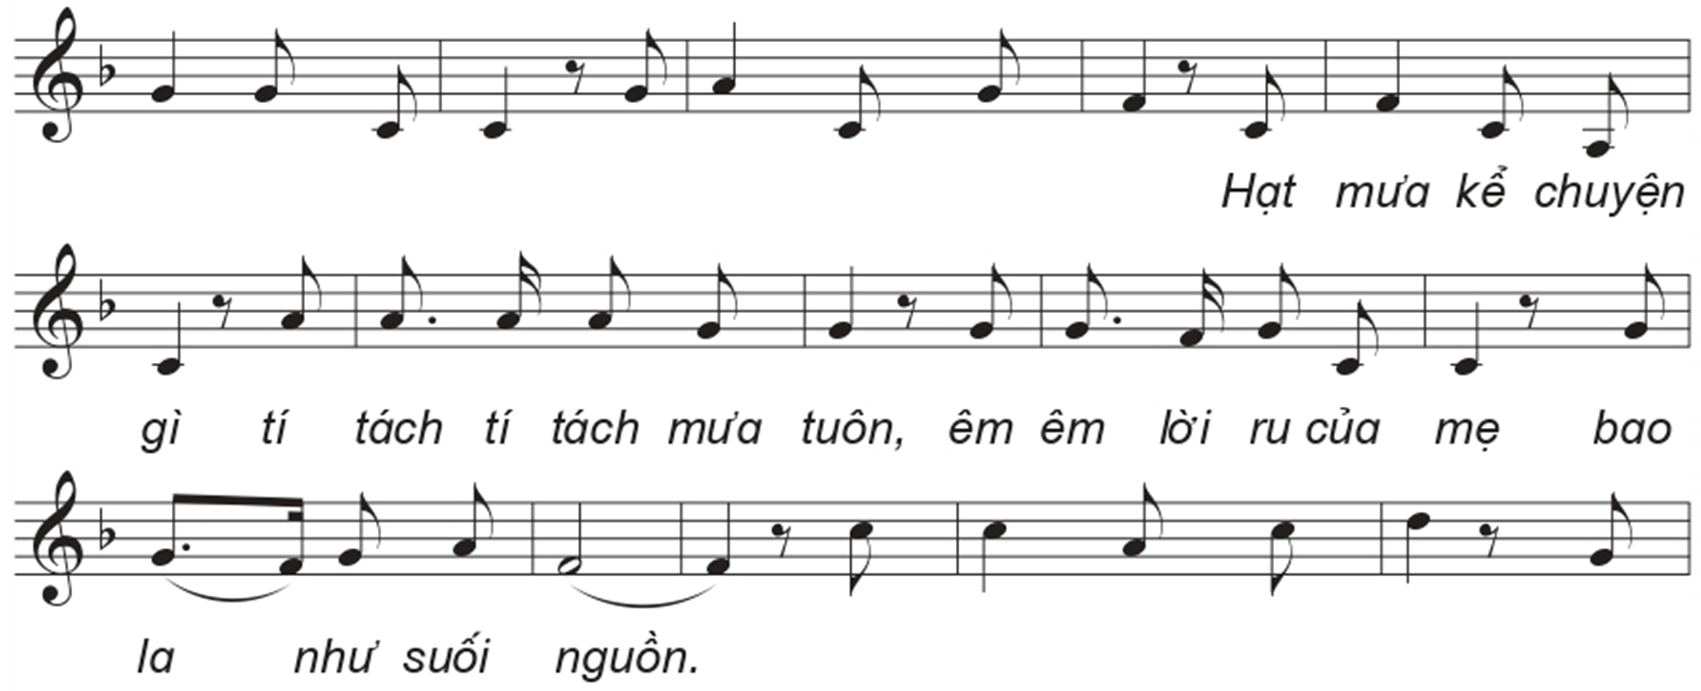 Hạt mưa kể chuyện
gì tí tách tí tách mưa tuôn, êm êm lời ru của mẹ bao
la như suối nguồn.